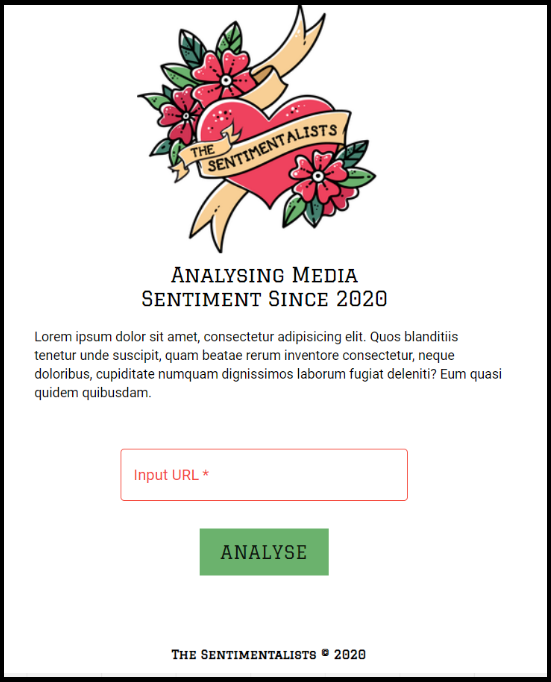 THE
SENTIMENTALISTS
Analysing Media
Sentiment Since 2020
Lorem ipsum dolor sit amet, consectetur adipisicing elit. Quos blanditiis
tenetur unde suscipit, quam beatae rerum inventore consectetur, neque
doloribus, cupiditate numquam dignissimos laborum fugiat deleniti? Eum quasi
quidem quibusdam.
Input URL *
ANALYSE
The Sentimentalists © 2020